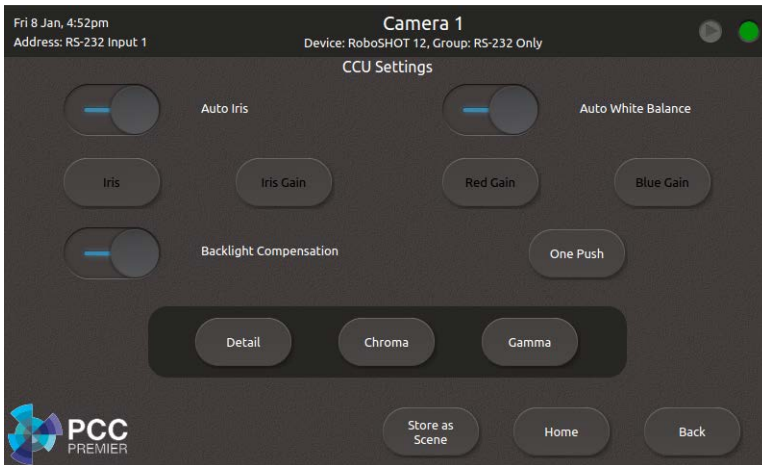 Fri 8 Jan, 4:52pm
Camera 1
Address: RS-232 Input 1
Device: RoboSHOT 12, Group: RS-232 Only
CCU Settings
Auto Iris
Auto White Balance
Iris
Iris Gain
Red Gain
Blue Gain
Backlight Compensation
One Push
Detail
Chroma
Gamma
PCC
PREMIER
Store as
Scene
Home
Back